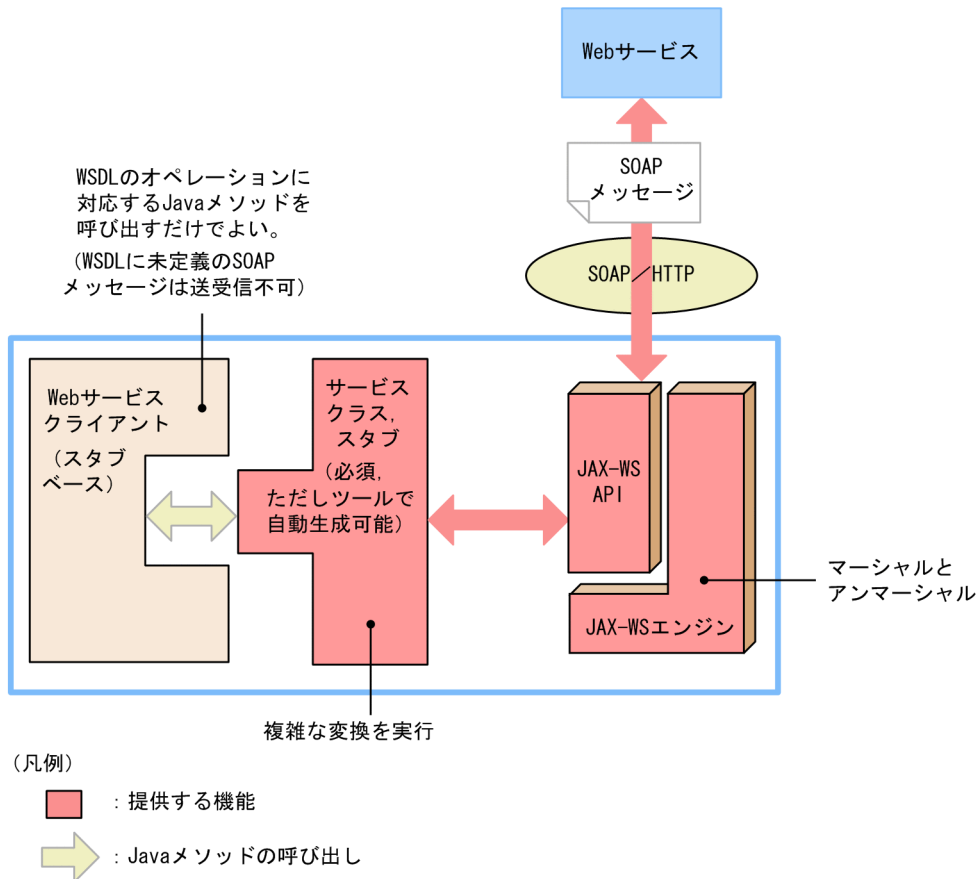 Webサービス
SOAP
メッセージ
SOAP／HTTP
WSDLのオペレーションに
対応するJavaメソッドを
呼び出すだけでよい。
（WSDLに未定義のSOAP
メッセージは送受信不可）
Webサービス
クライアント
（スタブ
ベース）
サービス
クラス，
スタブ
（必須，
ただしツールで
自動生成可能）
JAX-WS
API
JAX-WSエンジン
マーシャルと
アンマーシャル
複雑な変換を実行
（凡例）
：提供する機能
：Javaメソッドの呼び出し